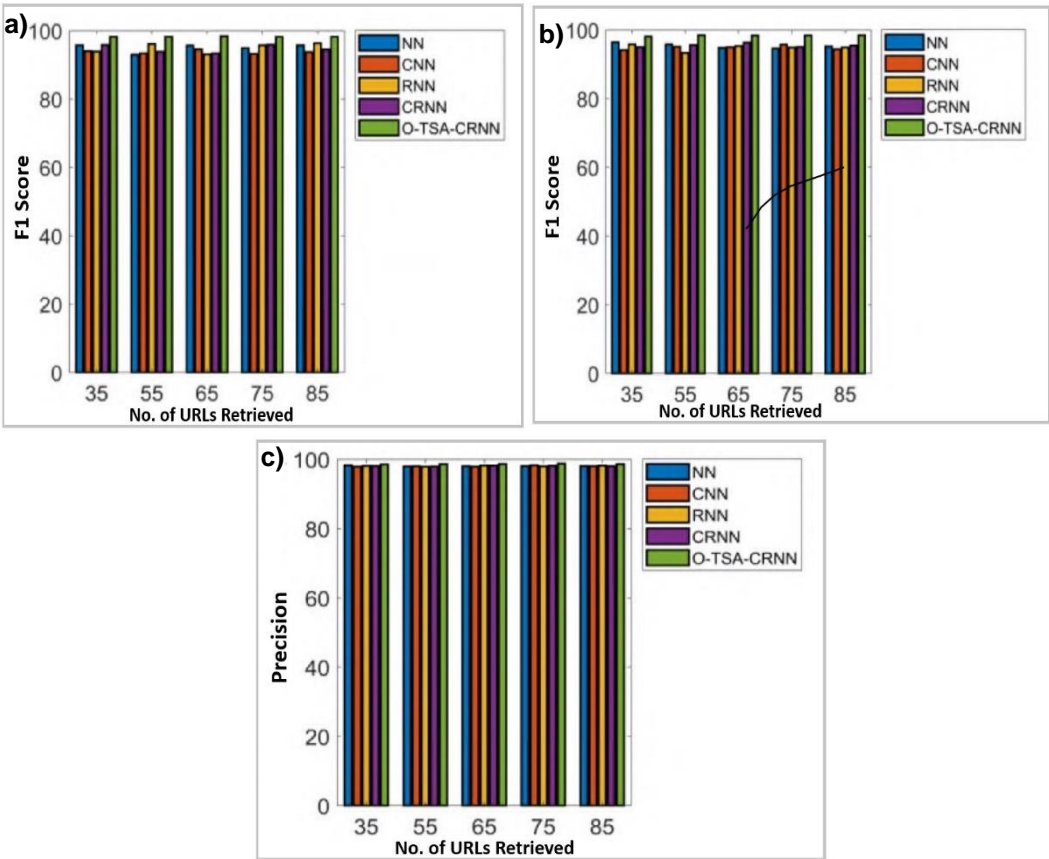 a)
100
80
60
40
20
0
F1 Score
35 55 65 75 85
No. of URLs Retrieved
NN
CNN
RNN
CRNN
O-TSA-CRNN
b)
100
80
60
40
20
0
F1 Score
35 55 65 75 85
No. of URLs Retrieved
NN
CNN
RNN
CRNN
O-TSA-CRNN
c)
100
80
60
40
20
0
Precision
35 55 65 75 85
No. of URLs Retrieved
NN
CNN
RNN
CRNN
O-TSA-CRNN